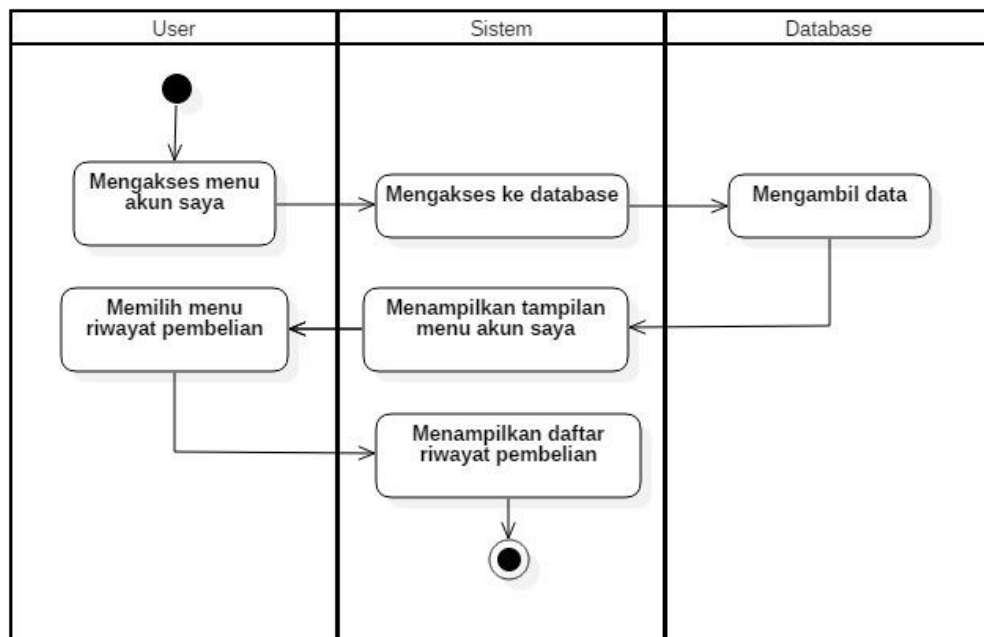 User
Sistem
Database
Mengakses menu
akun saya
Mengakses ke database
Mengambil data
Memilih menu
riwayat pembelian
Menampilkan tampilan
menu akun saya
Menampilkan daftar
riwayat pembelian